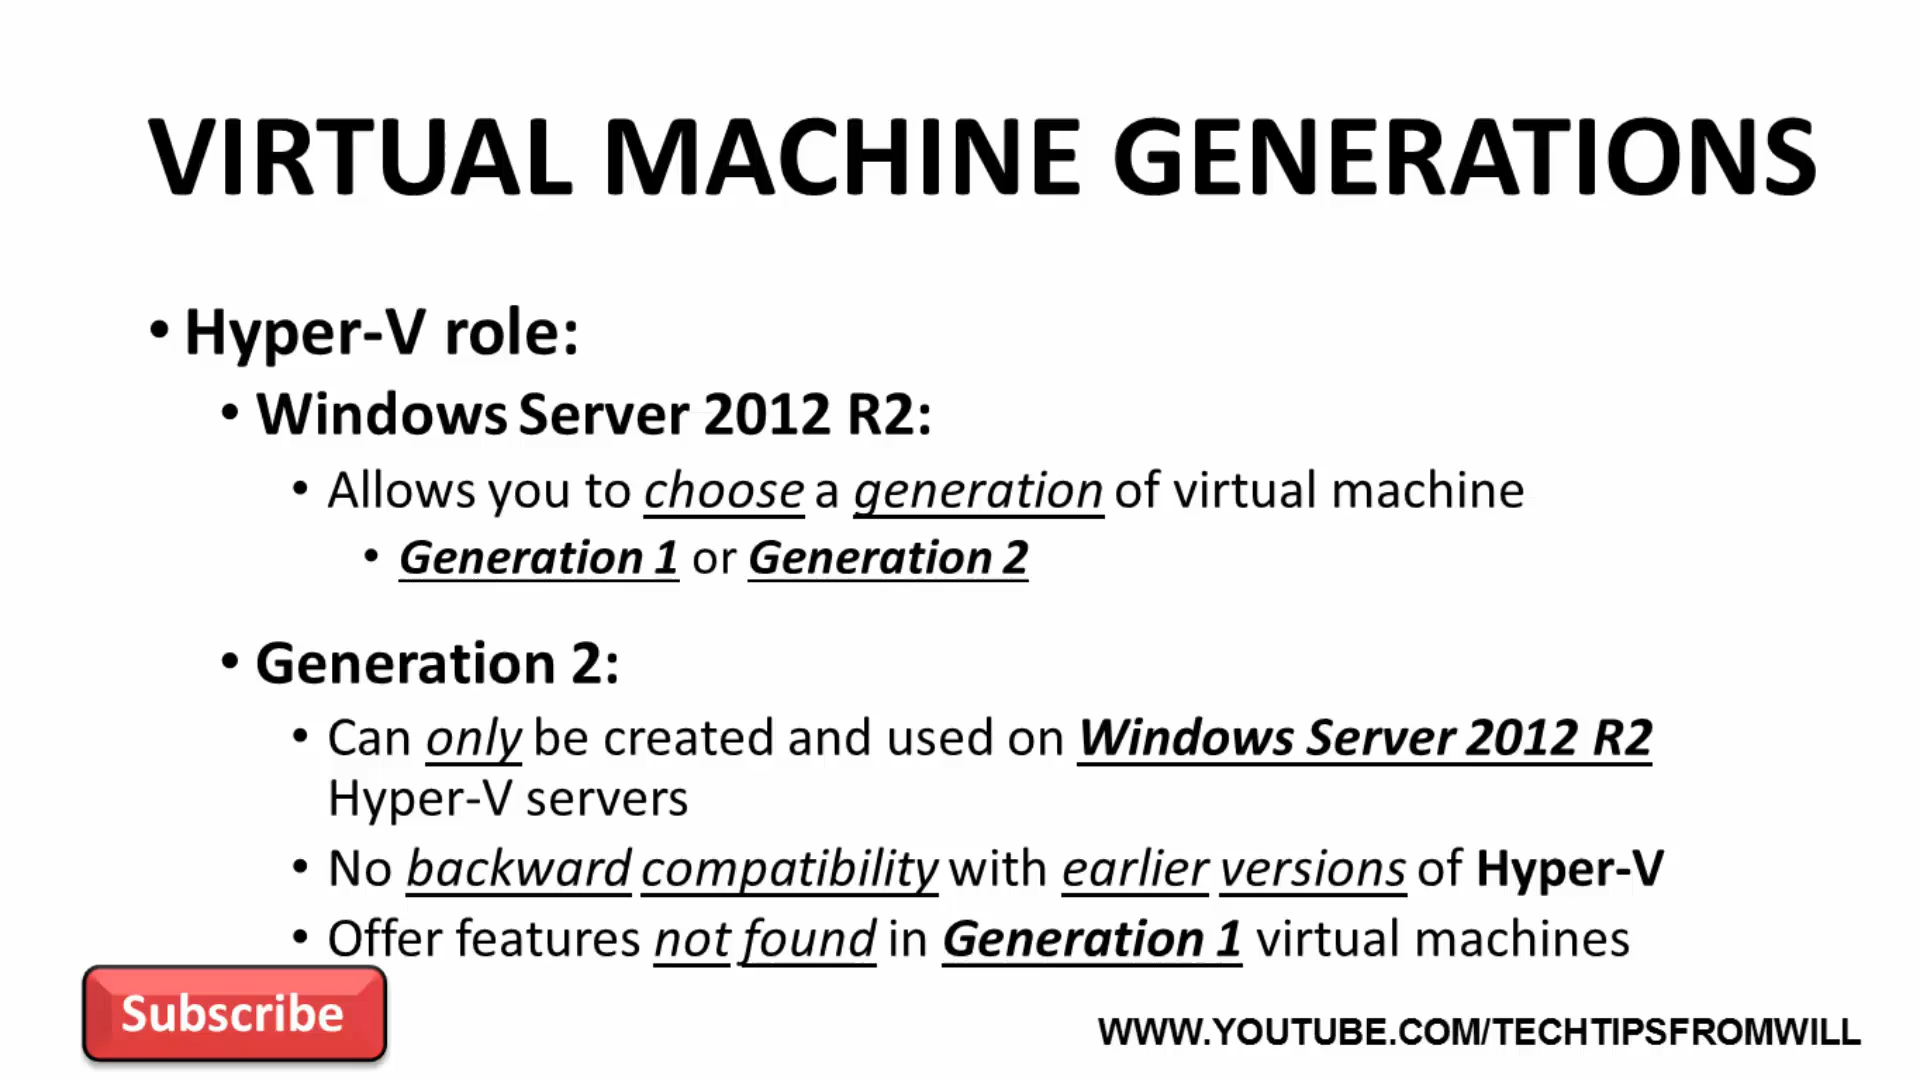 VIRTUAL MACHINE GENERATIONS
• Hyper-V role:
• Windows Server 2012 R2:
• Allows you to choose a generation of virtual machine
• Generation 1 or Generation 2
• Generation 2:
• Can only be created and used on Windows Server 2012 R2
Hyper-V servers
• No backward compatibility with earlier versions of Hyper-V
• Offer features not found in Generation 1 virtual machines
Subscribe
WWW.YOUTUBE.COM/TECHTIPSFROMWILL